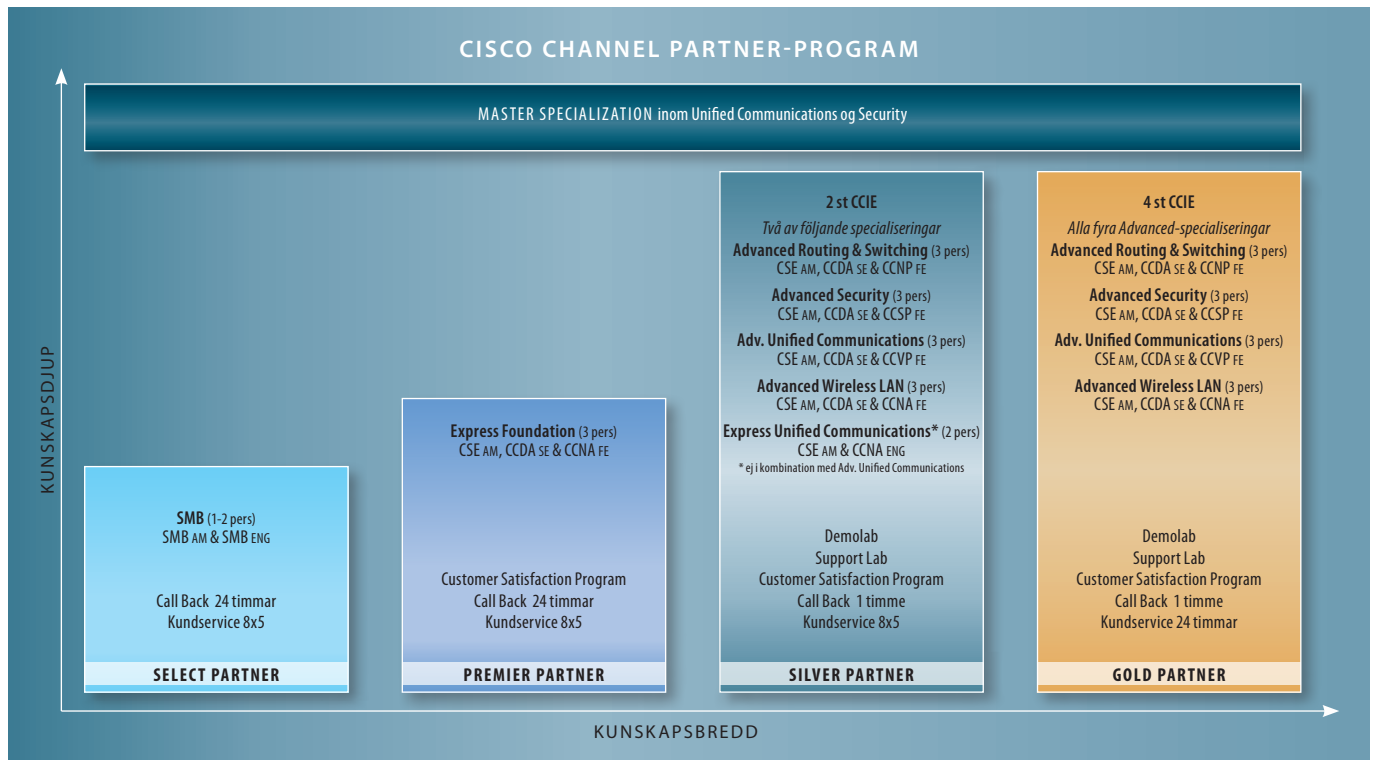 CISCO CHANNEL PARTNER-PROGRAM
MASTER SPECIALIZATION inom Unified Communications og Security
KUNSKAPSDJUP
SMB (1-2 pers)
SMB AM & SMB ENG
Call Back 24 timmar
Kundservice 8x5
SELECT PARTNER
Express Foundation (3 pers)
CSE AM, CCDA SE & CCNA FE
Customer Satisfaction Program
Call Back 24 timmar
Kundservice 8x5
PREMIER PARTNER
2 st CCIE
Två av följande specialiseringar
Advanced Routing & Switching (3 pers)
CSE AM, CCDA SE & CCNP FE
Advanced Security (3 pers)
CSE AM, CCDA SE & CCSP FE
Adv. Unified Communications (3 pers)
CSE AM, CCDA SE & CCVP FE
Advanced Wireless LAN (3 pers)
CSE AM, CCDA SE & CCNA FE
Express Unified Communications* (2 pers)
CSE AM & CCNA ENG
* ej i kombination med Adv. Unified Communications
Demolab
Support Lab
Customer Satisfaction Program
Call Back 1 timme
Kundservice 8x5
SILVER PARTNER
4 st CCIE
Alla fyra Advanced-specialiseringar
Advanced Routing & Switching (3 pers)
CSE AM, CCDA SE & CCNP FE
Advanced Security (3 pers)
CSE AM, CCDA SE & CCSP FE
Adv. Unified Communications (3 pers)
CSE AM, CCDA SE & CCVP FE
Advanced Wireless LAN (3 pers)
CSE AM, CCDA SE & CCNA FE
Demolab
Support Lab
Customer Satisfaction Program
Call Back 1 timme
Kundservice 24 timmar
GOLD PARTNER
KUNSKAPSBREDD